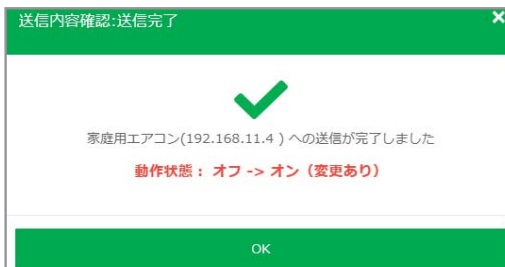 送信内容確認:送信完了
×
家庭用エアコン(192.168.11.4 ) への送信が完了しました
動作状態： オフ -> オン（変更あり）
OK